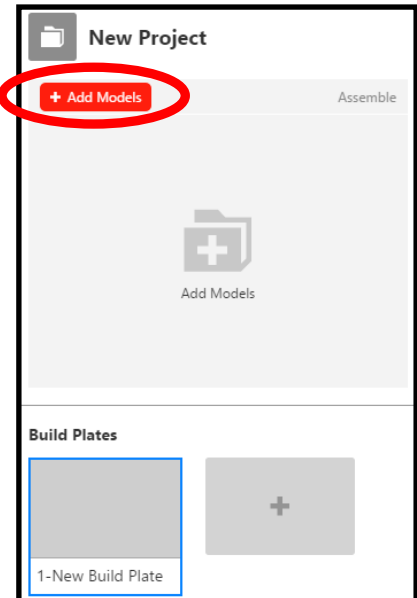 New Project
+ Add Models
Assemble
Add Models
Build Plates
1-New Build Plate